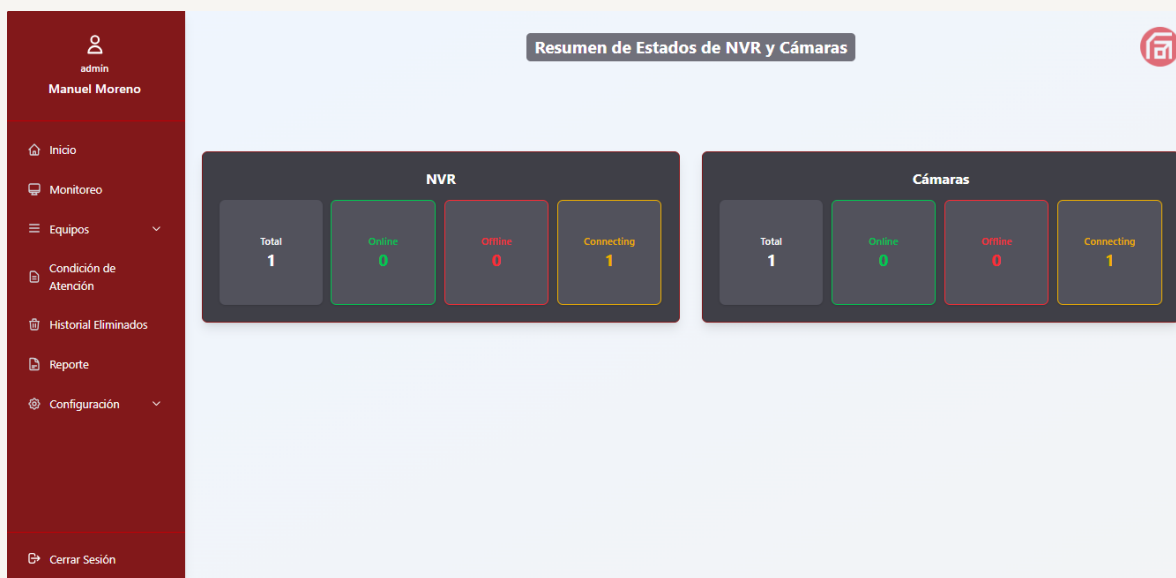 admin
Manuel Moreno
Inicio
Monitoreo
Equipos
Condición de
Atención
Historial Eliminados
Reporte
Configuración
Cerrar Sesión
Resumen de Estados de NVR y Cámaras
NVR
Total
1
Online
0
Offline
0
Connecting
1
Cámaras
Total
1
Online
0
Offline
0
Connecting
1